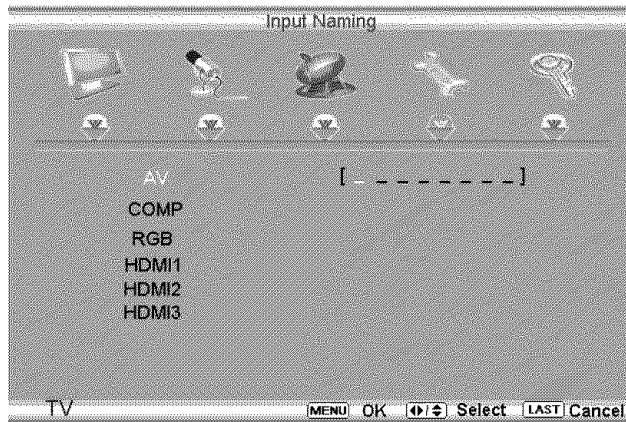 Input Naming
AV [ _ _ _ _ _ _ _ _ _ ]
COMP
RGB
HDMI1
HDMI2
HDMI3
TV MENU OK Select LAST Cancel